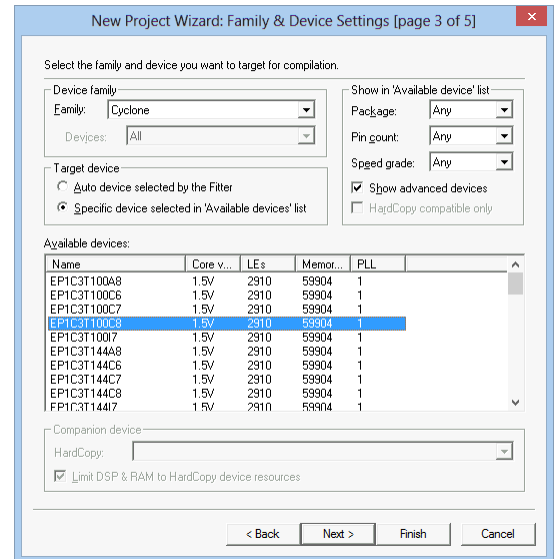 New Project Wizard: Family & Device Settings [page 3 of 5]
Select the family and device you want to target for compilation.
Device family
Family: Cyclone
Devices: All
Show in 'Available device' list
Package: Any
Pin count: Any
Speed grade: Any
Show advanced devices
HardCopy compatible only
Target device
Auto device selected by the Fitter
Specific device selected in 'Available devices' list
Available devices:
Name Core v... LEs Memor... PLL
EP1C3T100A8 1.5V 2910 59904 1
EP1C3T100C6 1.5V 2910 59904 1
EP1C3T100C7 1.5V 2910 59904 1
EP1C3T100C8 1.5V 2910 59904 1
EP1C3T100I7 1.5V 2910 59904 1
EP1C3T144A8 1.5V 2910 59904 1
EP1C3T144C6 1.5V 2910 59904 1
EP1C3T144C7 1.5V 2910 59904 1
EP1C3T144C8 1.5V 2910 59904 1
EP1C3T144I7 1.5V 2910 59904 1
Companion device
HardCopy:
Limit DSP & RAM to HardCopy device resources
< Back Next > Finish Cancel